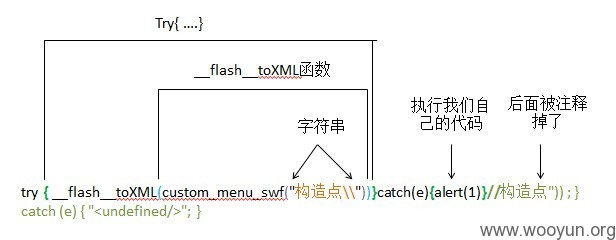 Try{ ....}
__flash__toXML函数
字符串
执行我们自
己的代码
后面被注释
掉了
try { __flash__toXML(custom_menu_swf("构造点\\"))}catch(e){alert(1)}//构造点")) ; }
catch (e) { "<undefined/>"; }
www.wooyun.org